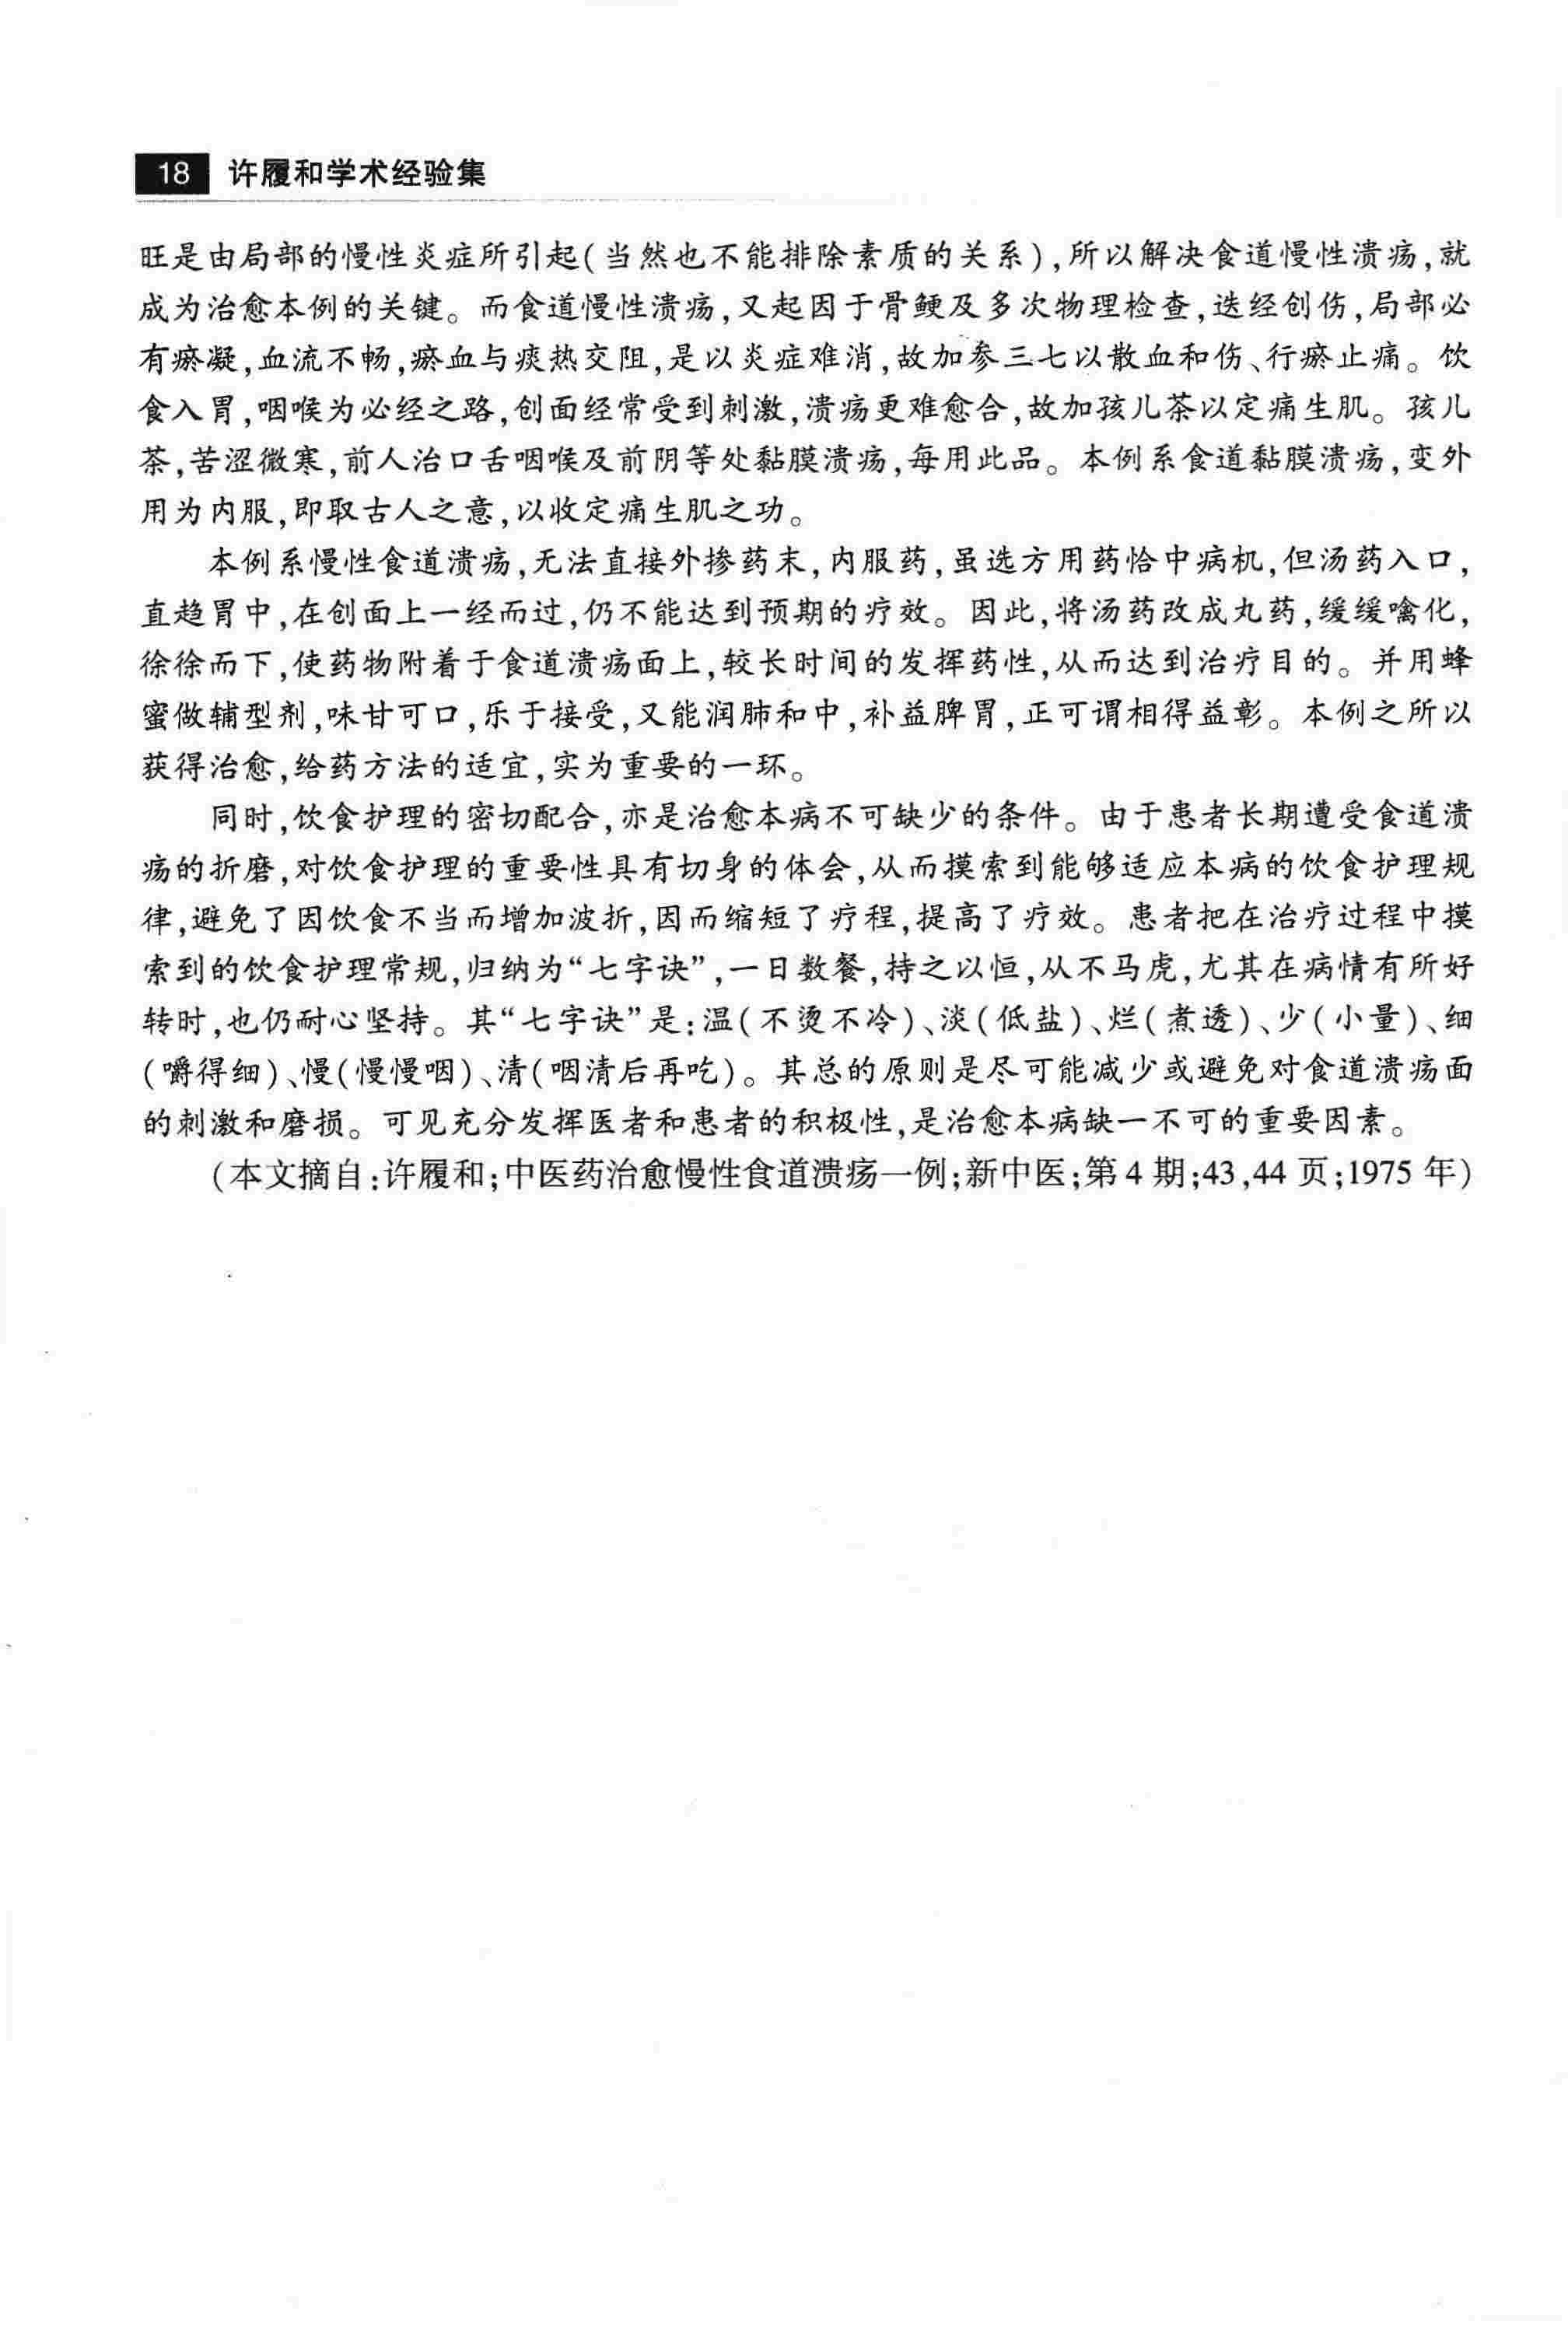 18 许履和学术经验集
旺是由局部的慢性炎症所引起(当然也不能排除素质的关系),所以解决食道慢性溃疡,就
成为治愈本例的关键。而食道慢性溃疡,又起因于骨鲠及多次物理检查,迭经创伤,局部必
有瘀凝,血流不畅,瘀血与痰热交阻,是以炎症难消,故加参三七以散血和伤、行瘀止痛。饮
食入胃,咽喉为必经之路,创面经常受到刺激,溃疡更难愈合,故加孩儿茶以定痛生肌。孩儿
茶,苦涩微寒,前人治口舌咽喉及前阴等处黏膜溃疡,每用此品。本例系食道黏膜溃疡,变外
用为内服,即取古人之意,以收定痛生肌之功。
本例系慢性食道溃疡,无法直接外掺药末,内服药,虽选方用药恰中病机,但汤药入口,
直趋胃中,在创面上一经而过,仍不能达到预期的疗效。因此,将汤药改成丸药,缓缓噙化,
徐徐而下,使药物附着于食道溃疡面上,较长时间的发挥药性,从而达到治疗目的。并用蜂
蜜做辅型剂,味甘可口,乐于接受,又能润肺和中,补益脾胃,正可谓相得益彰。本例之所以
获得治愈,给药方法的适宜,实为重要的一环。
同时,饮食护理的密切配合,亦是治愈本病不可缺少的条件。由于患者长期遭受食道溃
疡的折磨,对饮食护理的重要性具有切身的体会,从而摸索到能够适应本病的饮食护理规
律,避免了因饮食不当而增加波折,因而缩短了疗程,提高了疗效。患者把在治疗过程中摸
索到的饮食护理常规,归纳为“七字诀”,一日数餐,持之以恒,从不马虎,尤其在病情有所好
转时,也仍耐心坚持。其“七字诀”是:温(不烫不冷)、淡(低盐)、烂(煮透)、少(小量)、细
(嚼得细)、慢(慢慢咽)、清(咽清后再吃)。其总的原则是尽可能减少或避免对食道溃疡面
的刺激和磨损。可见充分发挥医者和患者的积极性,是治愈本病缺一不可的重要因素。
(本文摘自:许履和;中医药治愈慢性食道溃疡一例;新中医;第4期;43,44页;1975年)